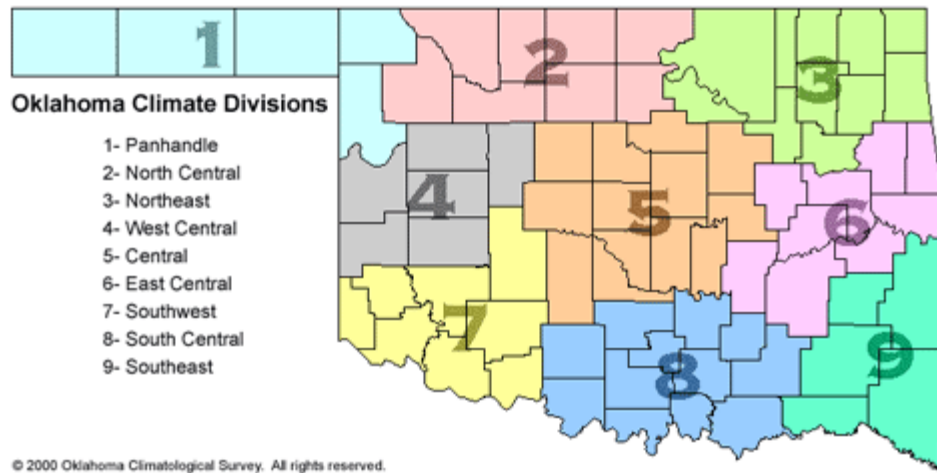 1
2
3
Oklahoma Climate Divisions
1- Panhandle
2- North Central
3- Northeast
4- West Central
5- Central
6- East Central
7- Southwest
8- South Central
9- Southeast
4
5
6
7
8
9
© 2000 Oklahoma Climatological Survey. All rights reserved.